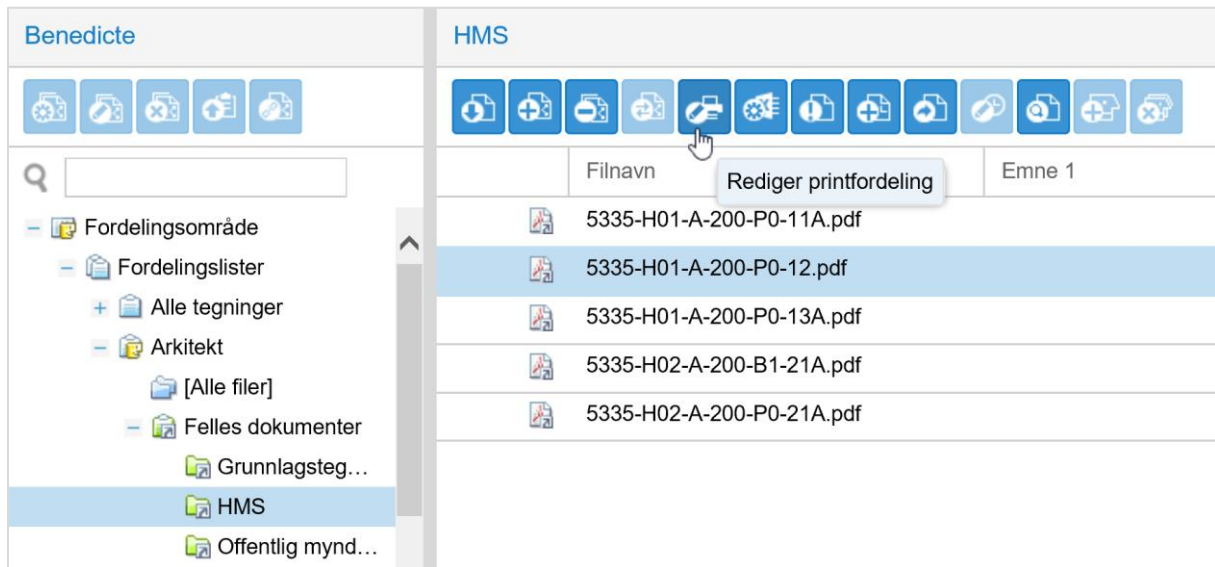 Benedicte
HMS
Filnavn
Emne 1
Rediger printfordeling
Fordelingsområde
Fordelingslister
Alle tegninger
Arkitekt
[Alle filer]
Felles dokumenter
Grunnlagsteg...
HMS
Offentlig mynd...
5335-H01-A-200-P0-11A.pdf
5335-H01-A-200-P0-12.pdf
5335-H01-A-200-P0-13A.pdf
5335-H02-A-200-B1-21A.pdf
5335-H02-A-200-P0-21A.pdf